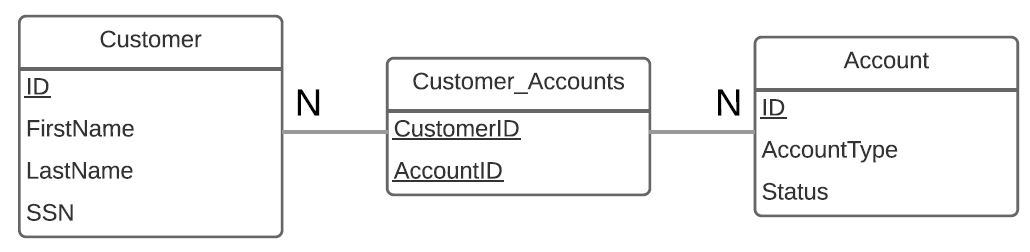 Customer
ID
FirstName
LastName
SSN
N
Customer_Accounts
CustomerID
AccountID
N
Account
ID
AccountType
Status